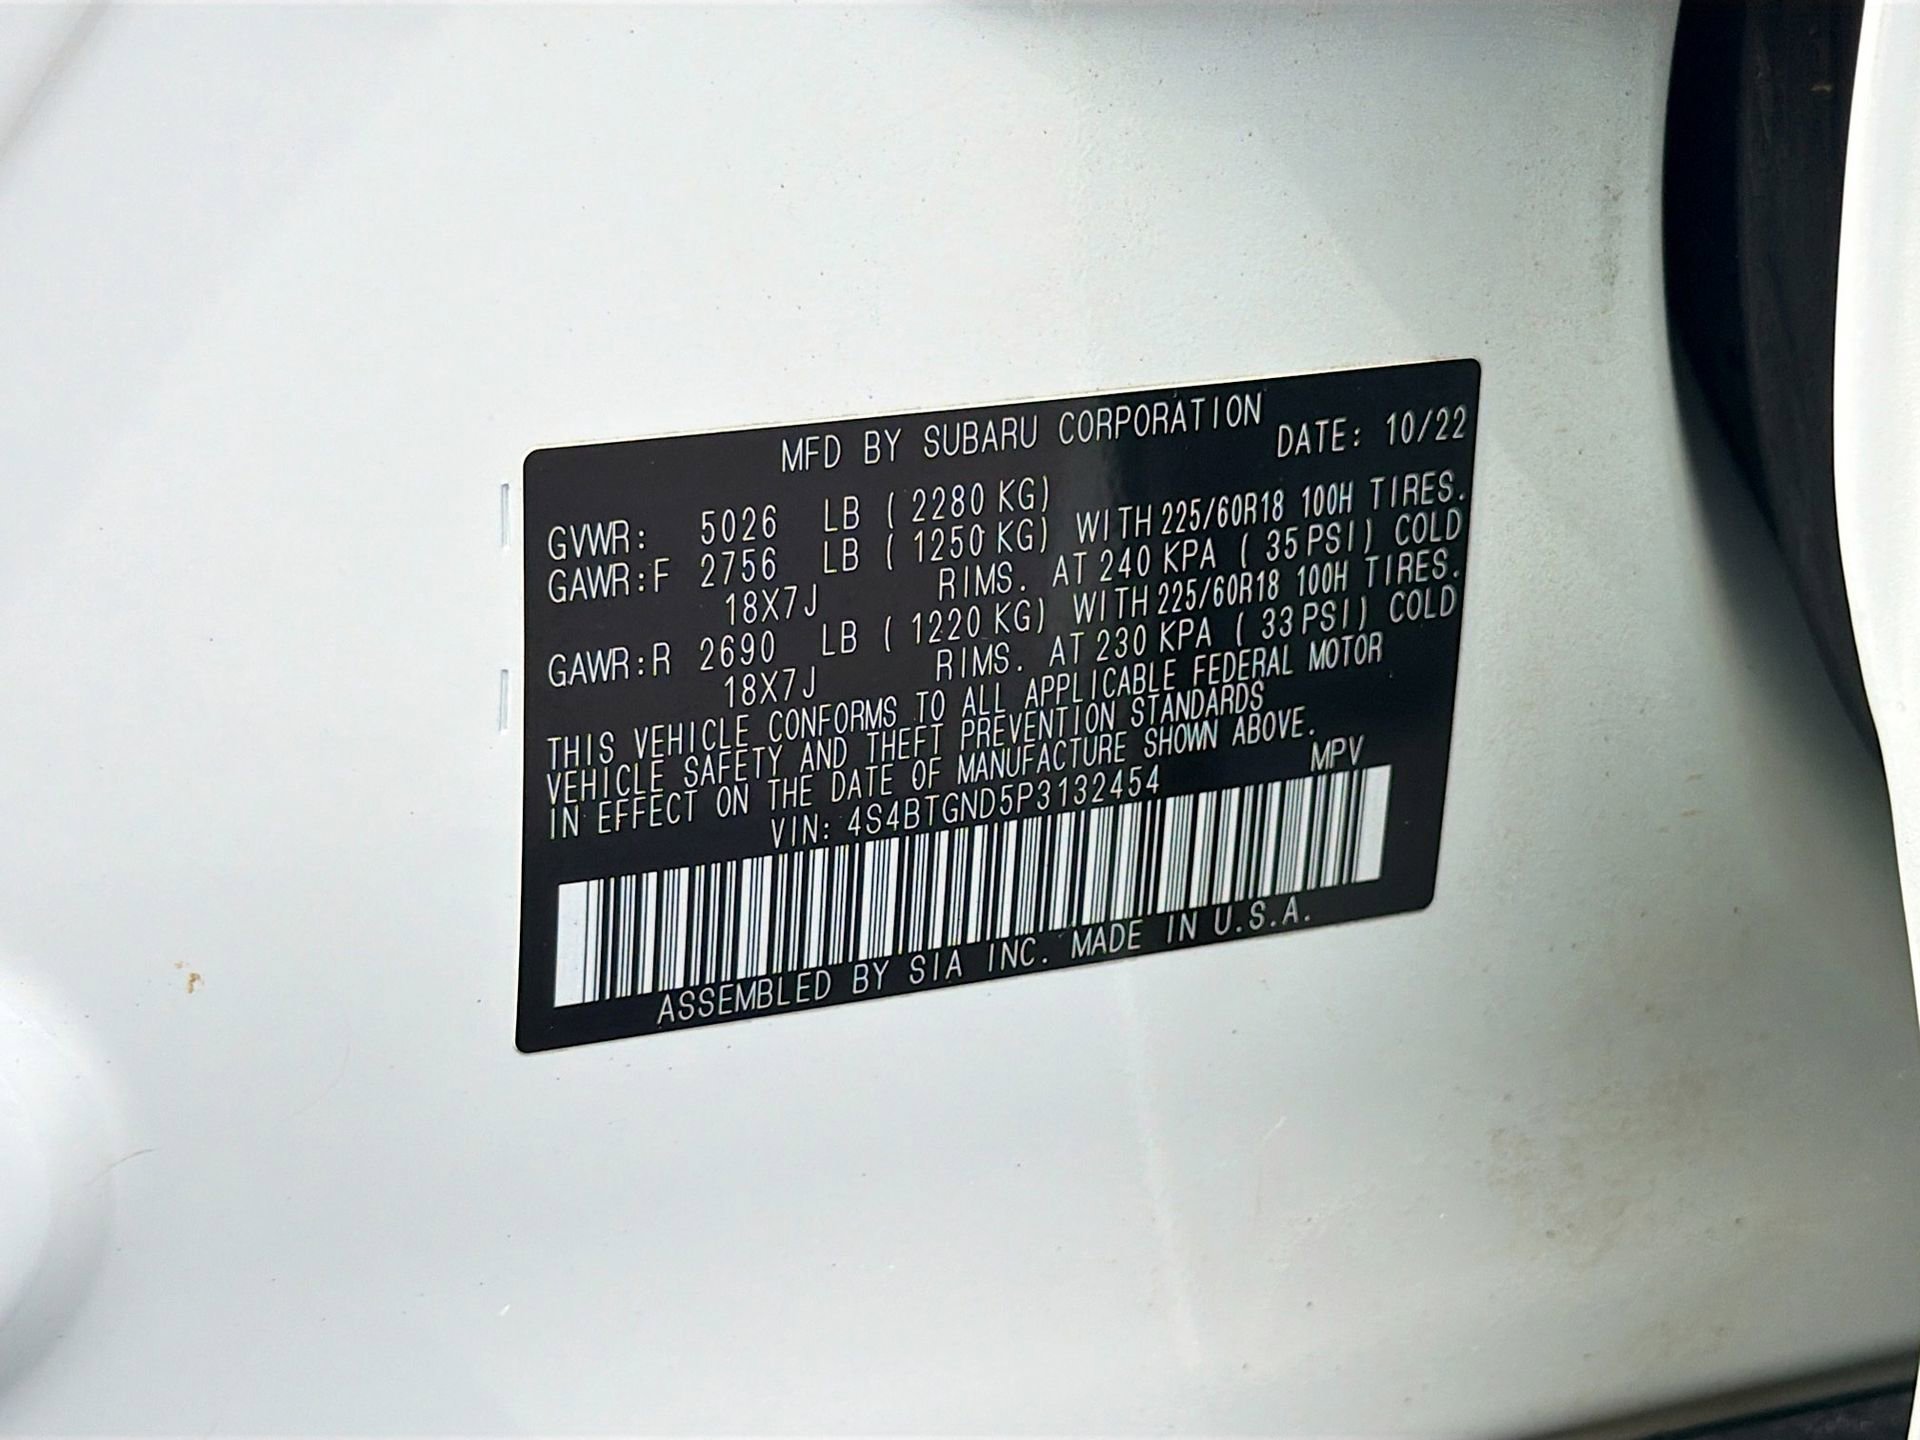 MFD BY SUBARU CORPORATION DATE: 10/22
GVWR: 5026 LB ( 2280 KG)
GAWR:F 2756 LB ( 1250 KG) WITH 225/60R18 100H TIRES.
18X7J RIMS. AT 240 KPA ( 35 PSI) COLD
GAWR:R 2690 LB ( 1220 KG) WITH 225/60R18 100H TIRES.
18X7J RIMS. AT 230 KPA ( 33 PSI) COLD
THIS VEHICLE CONFORMS TO ALL APPLICABLE FEDERAL MOTOR
VEHICLE SAFETY AND THEFT PREVENTION STANDARDS
IN EFFECT ON THE DATE OF MANUFACTURE SHOWN ABOVE.
VIN: 4S4BTGND5P3132454 MPV
ASSEMBLED BY SIA INC. MADE IN U.S.A.